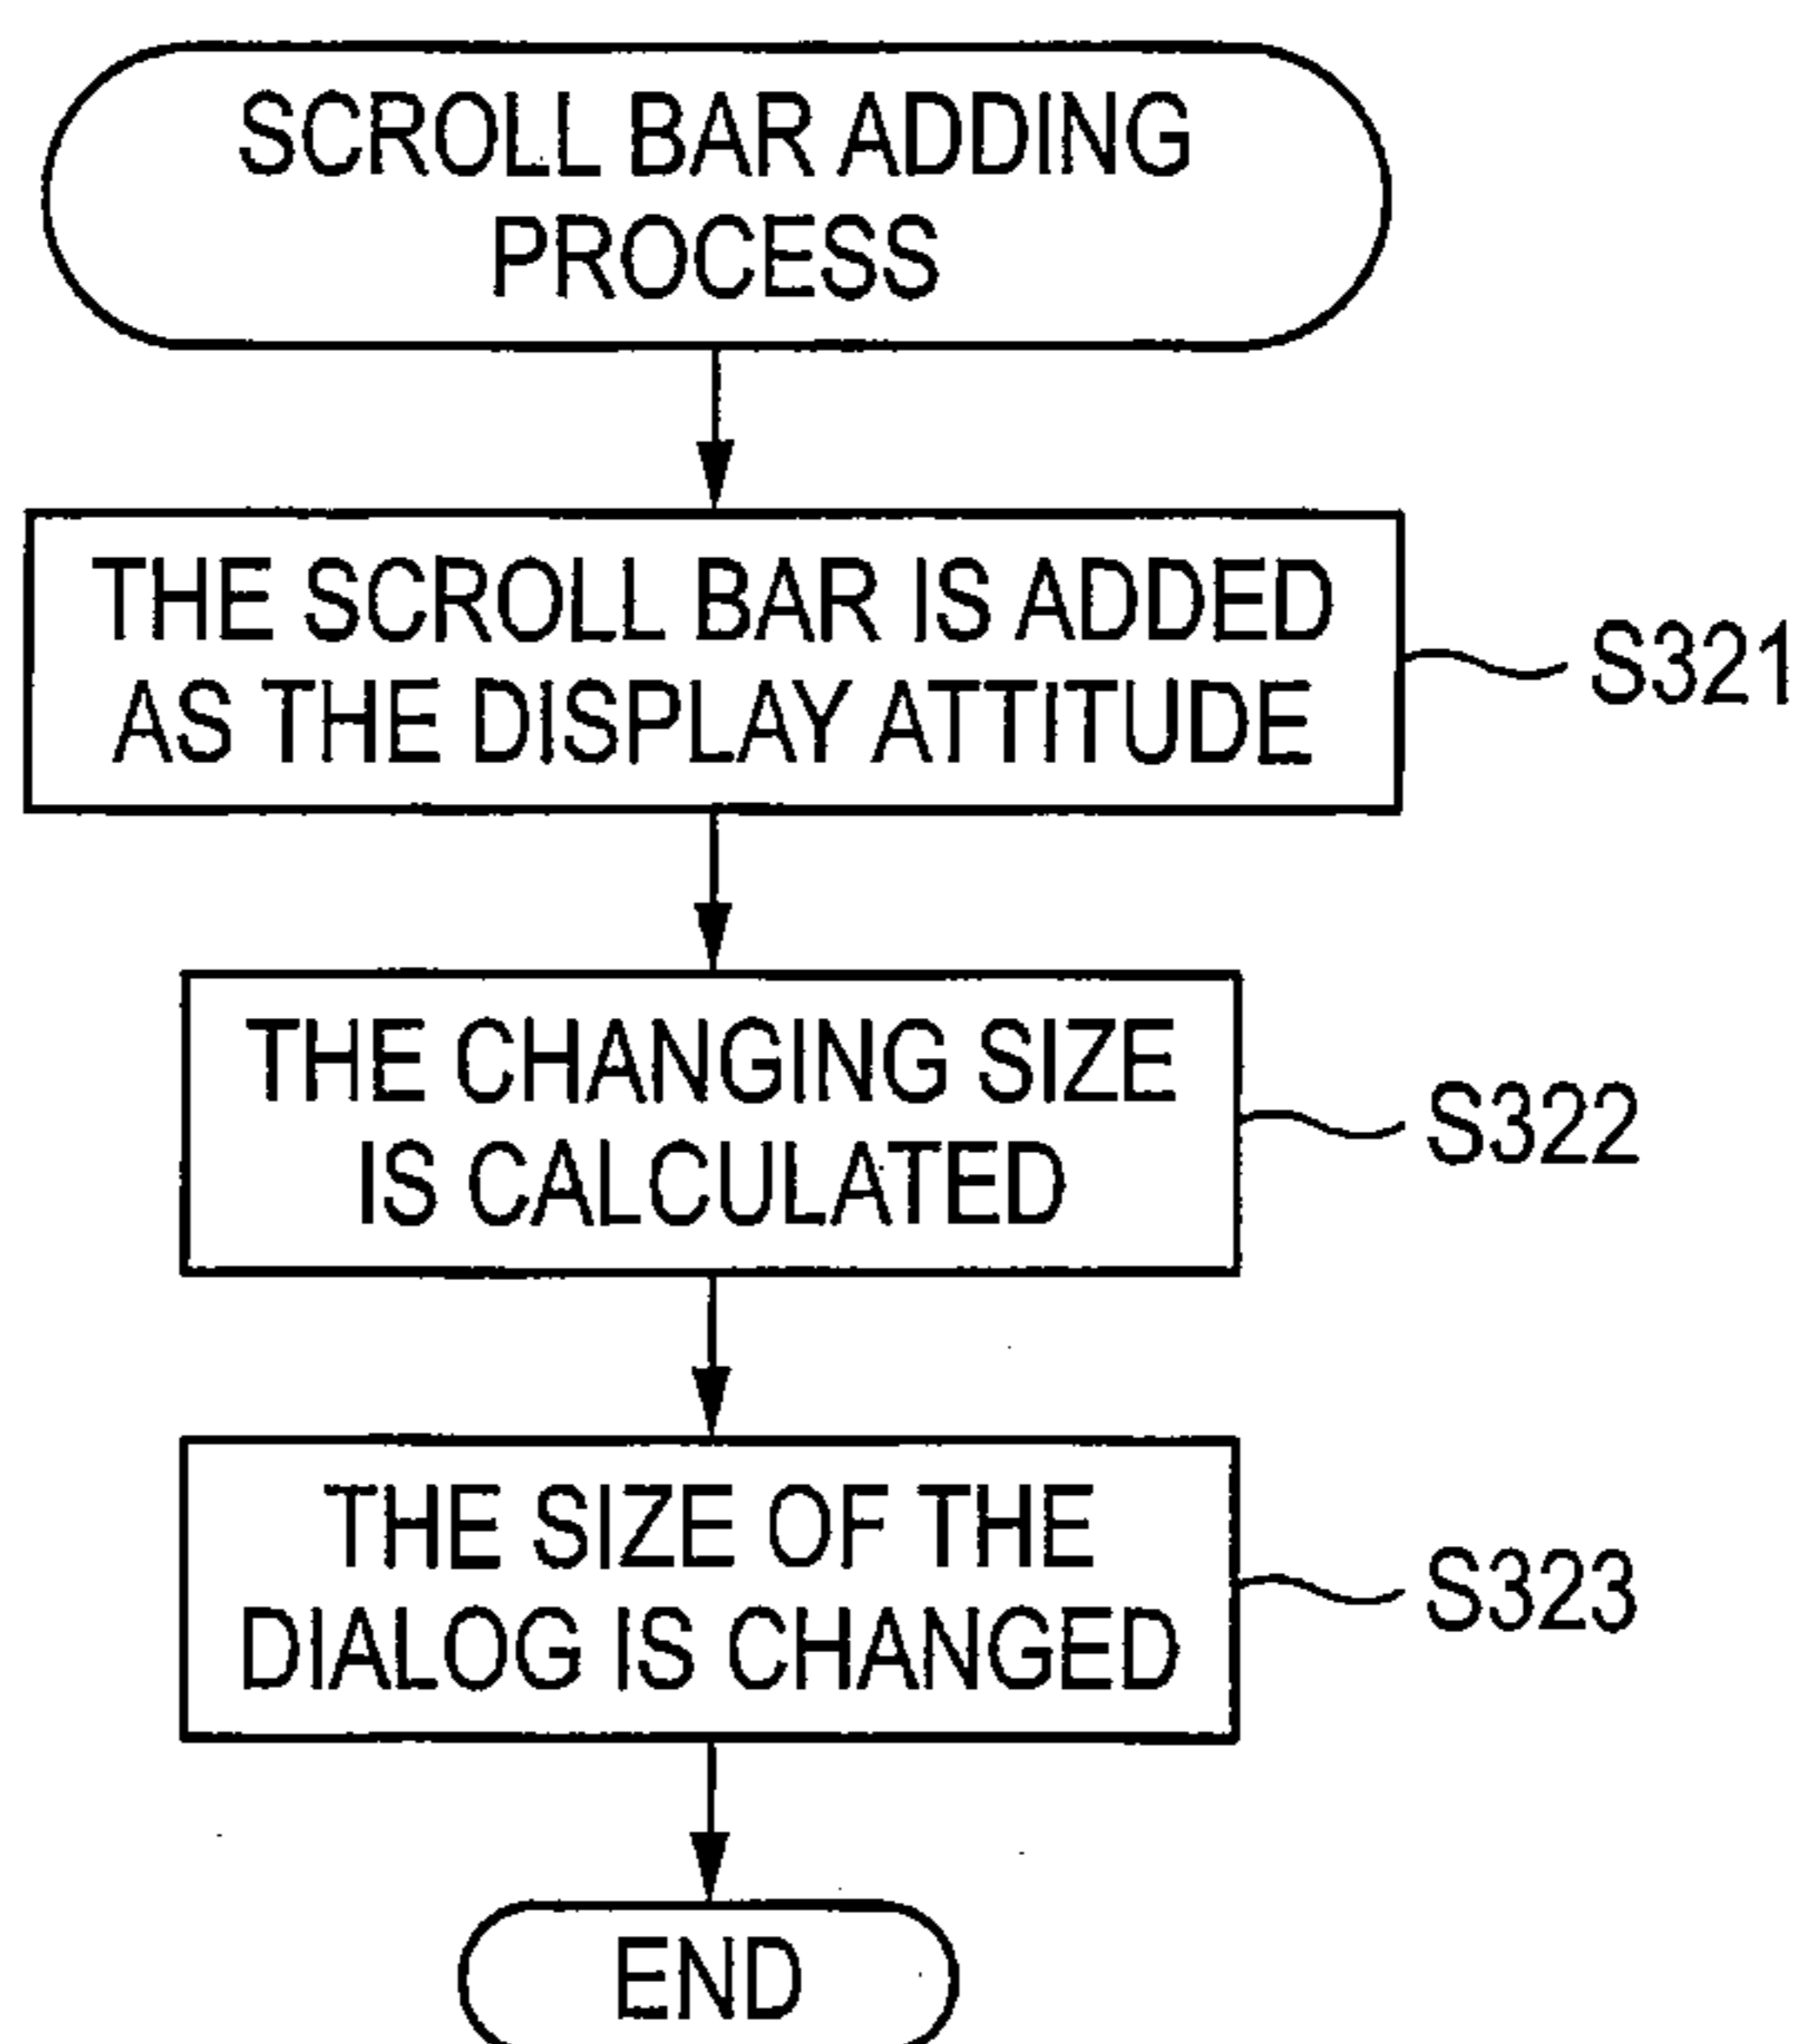 SCROLL BAR ADDING
PROCESS
THE SCROLL BAR IS ADDED
AS THE DISPLAY ATTITUDE
S321
THE CHANGING SIZE
IS CALCULATED
S322
THE SIZE OF THE
DIALOG IS CHANGED
S323
END